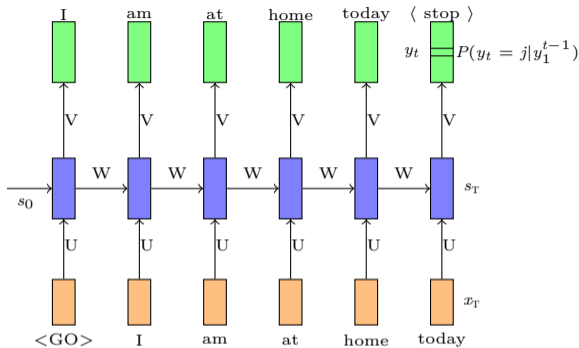 I am at home today ⟨ stop ⟩
y_t P(y_t = j|y_1^{t−1})
V V V V V V
W W W W W
s_0 s_T
U U U U U U
x_T
<GO> I am at home today